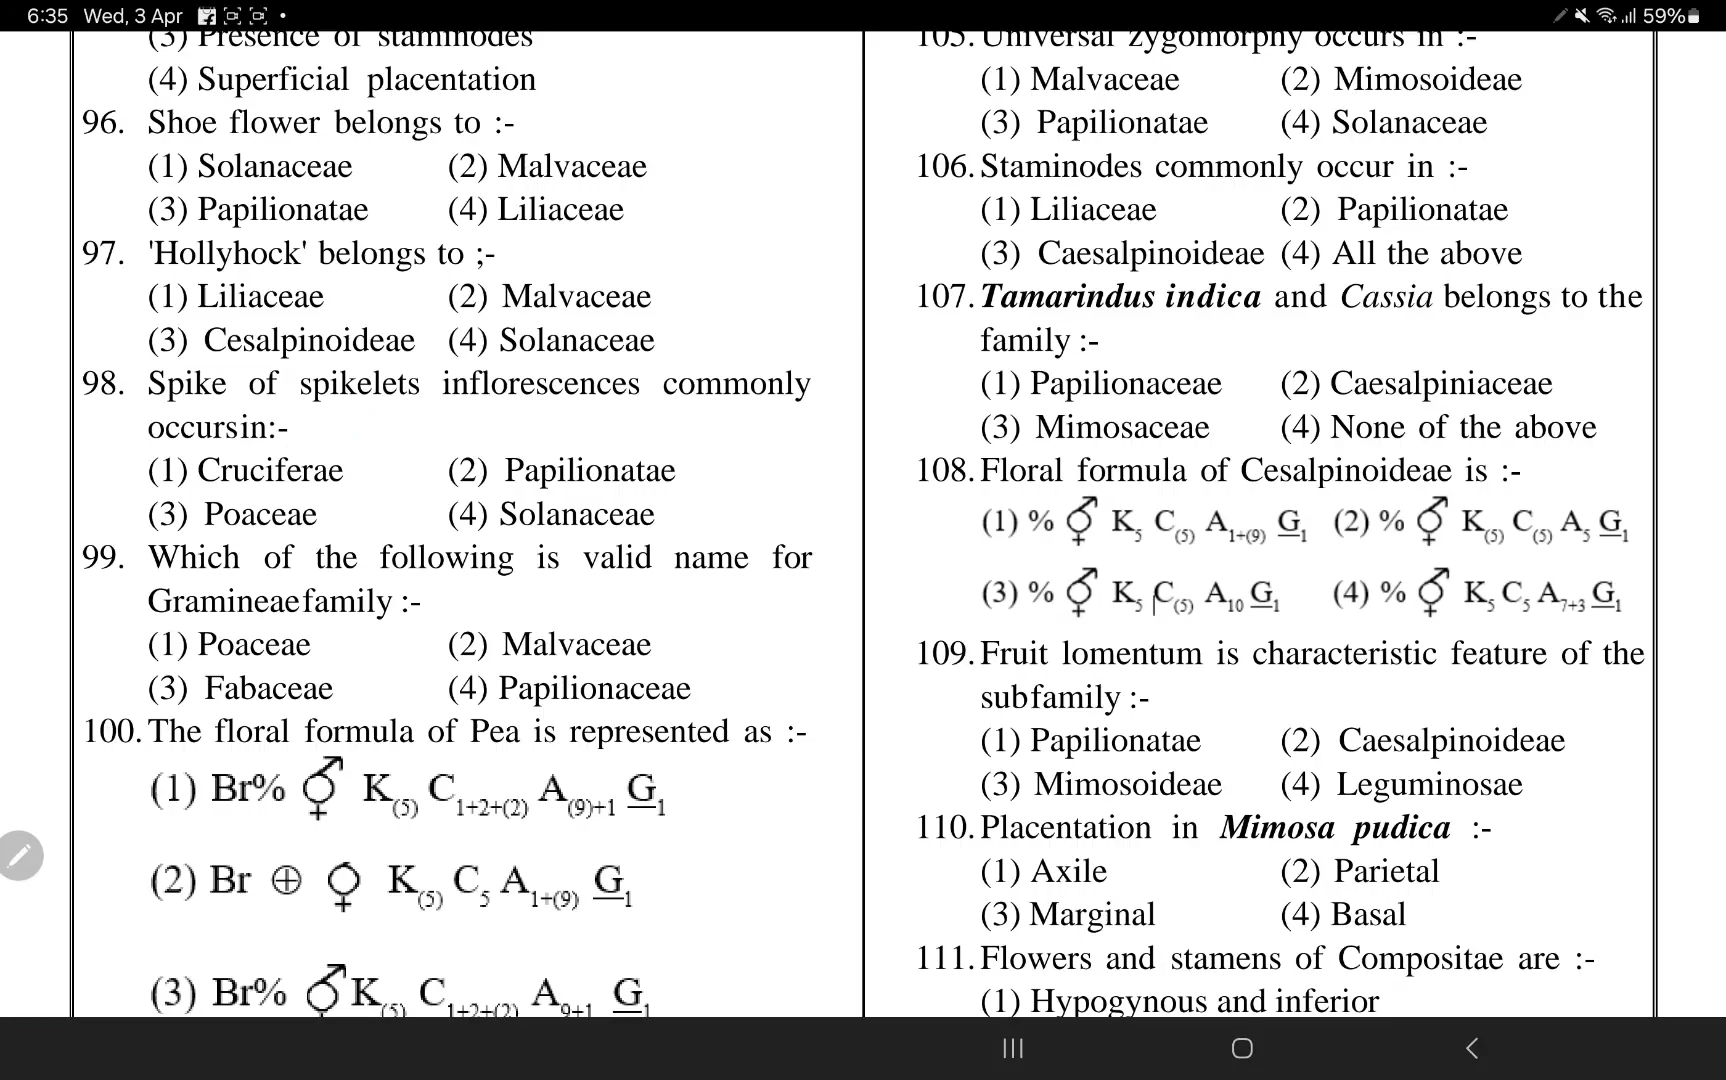 6:35 Wed, 3 Apr
59%
(3) Presence of staminodes
(4) Superficial placentation
96. Shoe flower belongs to :-
(1) Solanaceae (2) Malvaceae
(3) Papilionatae (4) Liliaceae
97. 'Hollyhock' belongs to ;-
(1) Liliaceae (2) Malvaceae
(3) Cesalpinoideae (4) Solanaceae
98. Spike of spikelets inflorescences commonly
occursin:-
(1) Cruciferae (2) Papilionatae
(3) Poaceae (4) Solanaceae
99. Which of the following is valid name for
Gramineaefamily :-
(1) Poaceae (2) Malvaceae
(3) Fabaceae (4) Papilionaceae
100. The floral formula of Pea is represented as :-
(1) Br% ⚥ K(5) C1+2+(2) A(9)+1 G1
(2) Br ⊕ ♀ K(5) C5 A1+(9) G1
(3) Br% ⚥ K(5) C1+2+(2) A9+1 G1
105. Universal zygomorphy occurs in :-
(1) Malvaceae (2) Mimosoideae
(3) Papilionatae (4) Solanaceae
106. Staminodes commonly occur in :-
(1) Liliaceae (2) Papilionatae
(3) Caesalpinoideae (4) All the above
107. Tamarindus indica and Cassia belongs to the
family :-
(1) Papilionaceae (2) Caesalpiniaceae
(3) Mimosaceae (4) None of the above
108. Floral formula of Cesalpinoideae is :-
(1) % ⚥ K5 C(5) A1+(9) G1 (2) % ⚥ K(5) C(5) A5 G1
(3) % ⚥ K5 C(5) A10 G1 (4) % ⚥ K5 C5 A7+3 G1
109. Fruit lomentum is characteristic feature of the
subfamily :-
(1) Papilionatae (2) Caesalpinoideae
(3) Mimosoideae (4) Leguminosae
110. Placentation in Mimosa pudica :-
(1) Axile (2) Parietal
(3) Marginal (4) Basal
111. Flowers and stamens of Compositae are :-
(1) Hypogynous and inferior